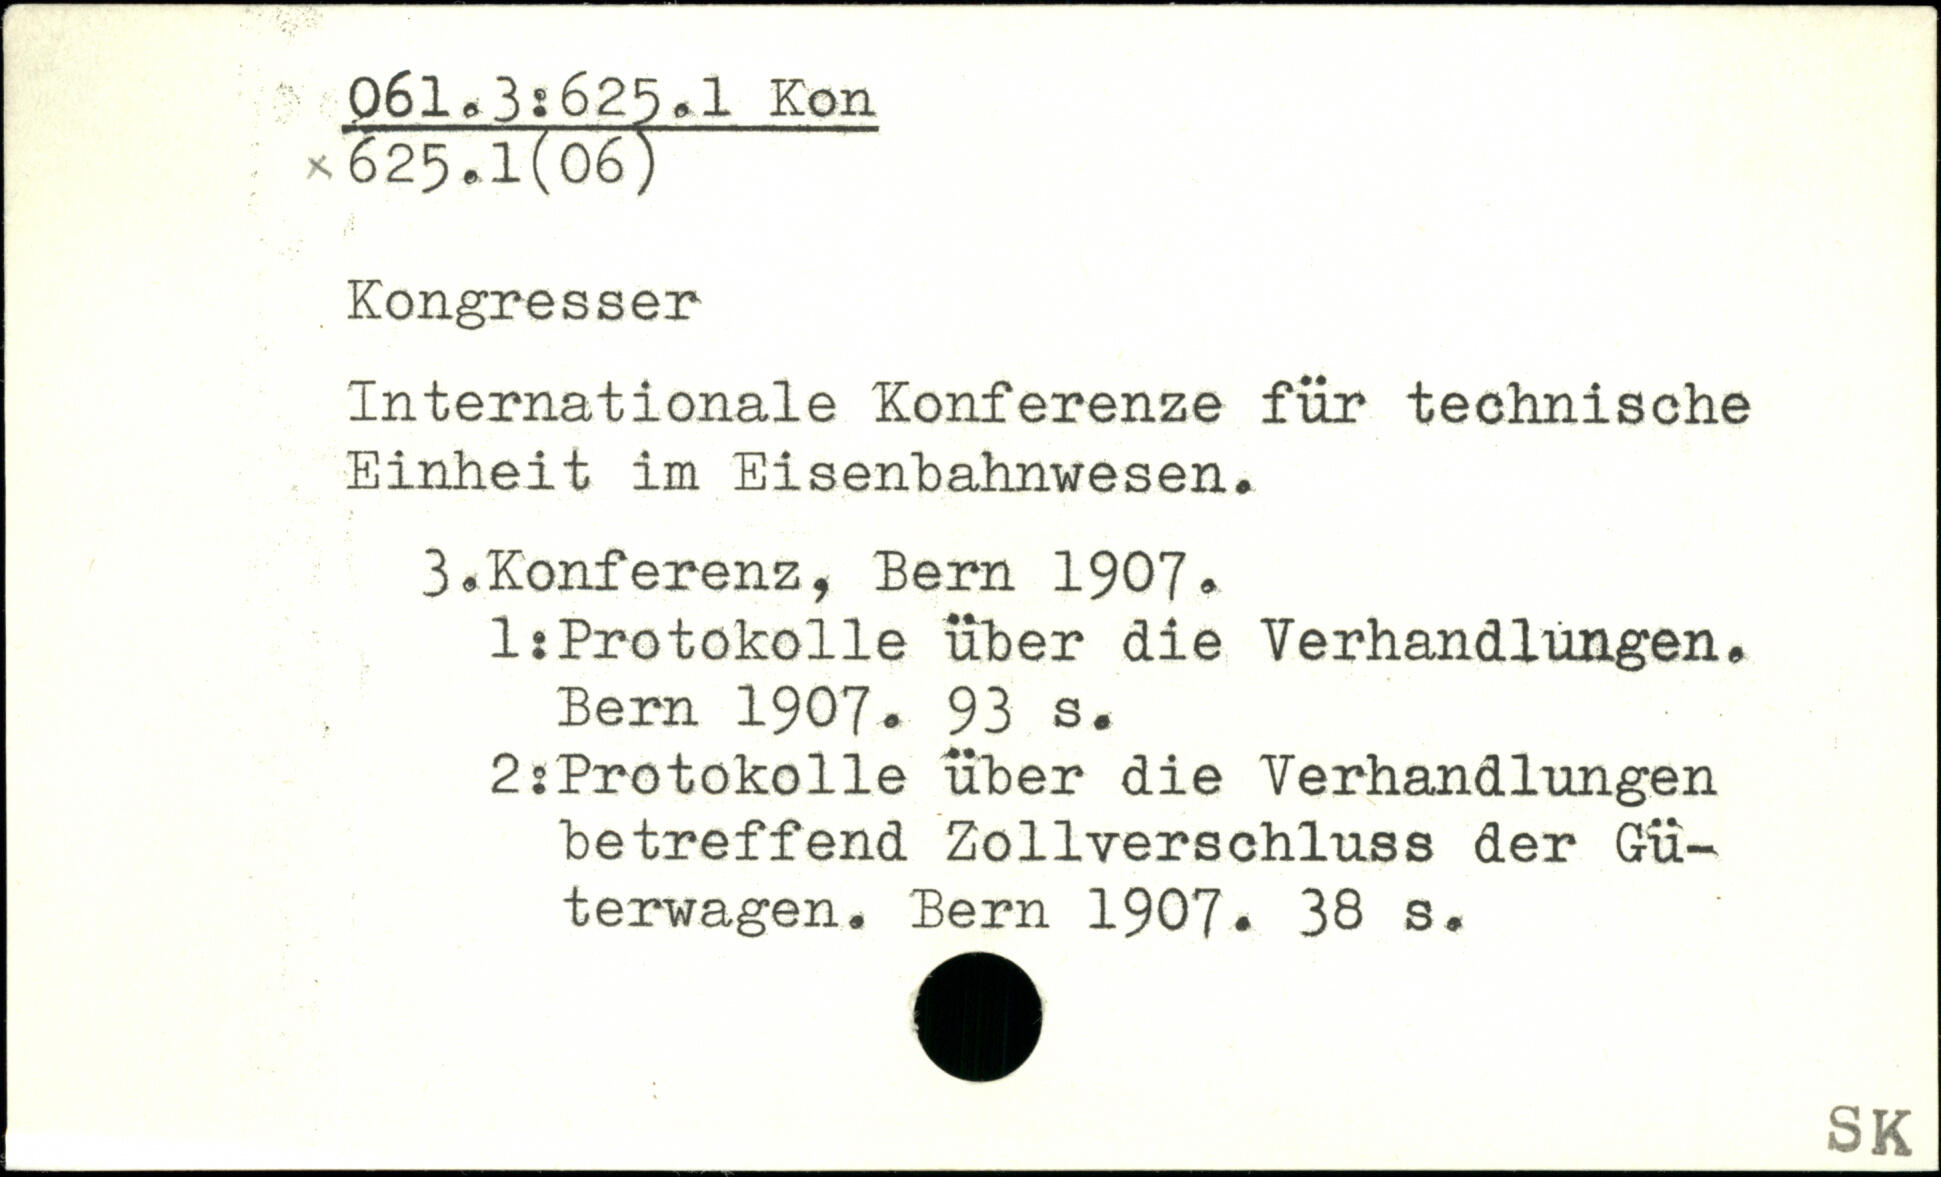 061.3:625.1 Kon
×625.1(06)
Kongresser
Internationale Konferenze für technische
Einheit im Eisenbahnwesen.
3.Konferenz, Bern 1907.
1:Protokolle über die Verhandlungen.
Bern 1907. 93 s.
2:Protokolle über die Verhandlungen
betreffend Zollverschluss der Gü-
terwagen. Bern 1907. 38 s.
SK